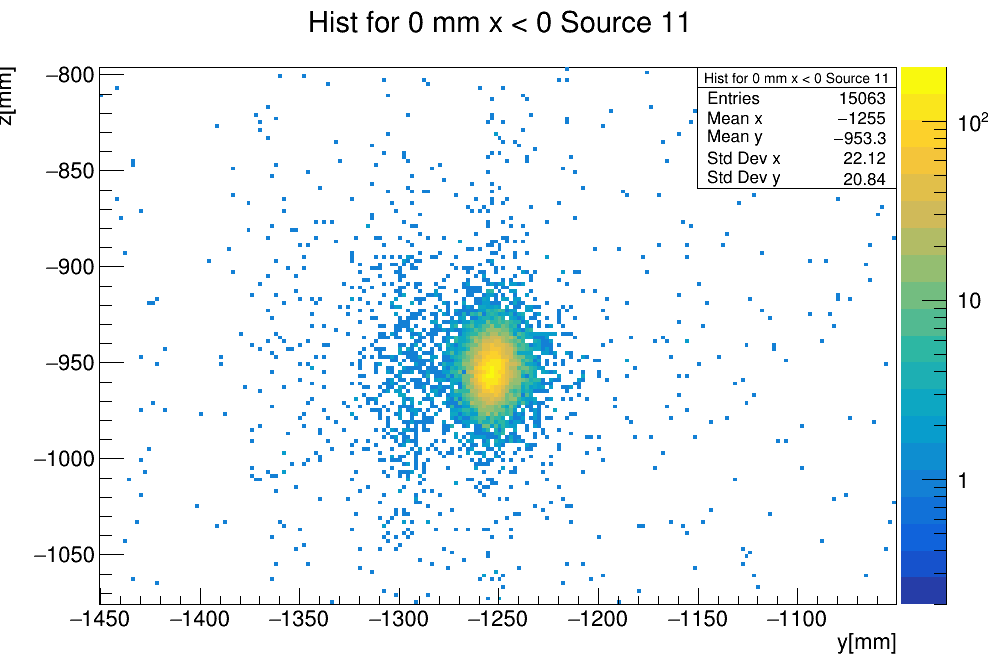 Hist for 0 mm x < 0 Source 11
z[mm]
−800
−850
−900
−950
−1000
−1050
Hist for 0 mm x < 0 Source 11
Entries 15063
Mean x −1255
Mean y −953.3
Std Dev x 22.12
Std Dev y 20.84
10²
10
1
−1450 −1400 −1350 −1300 −1250 −1200 −1150 −1100
y[mm]